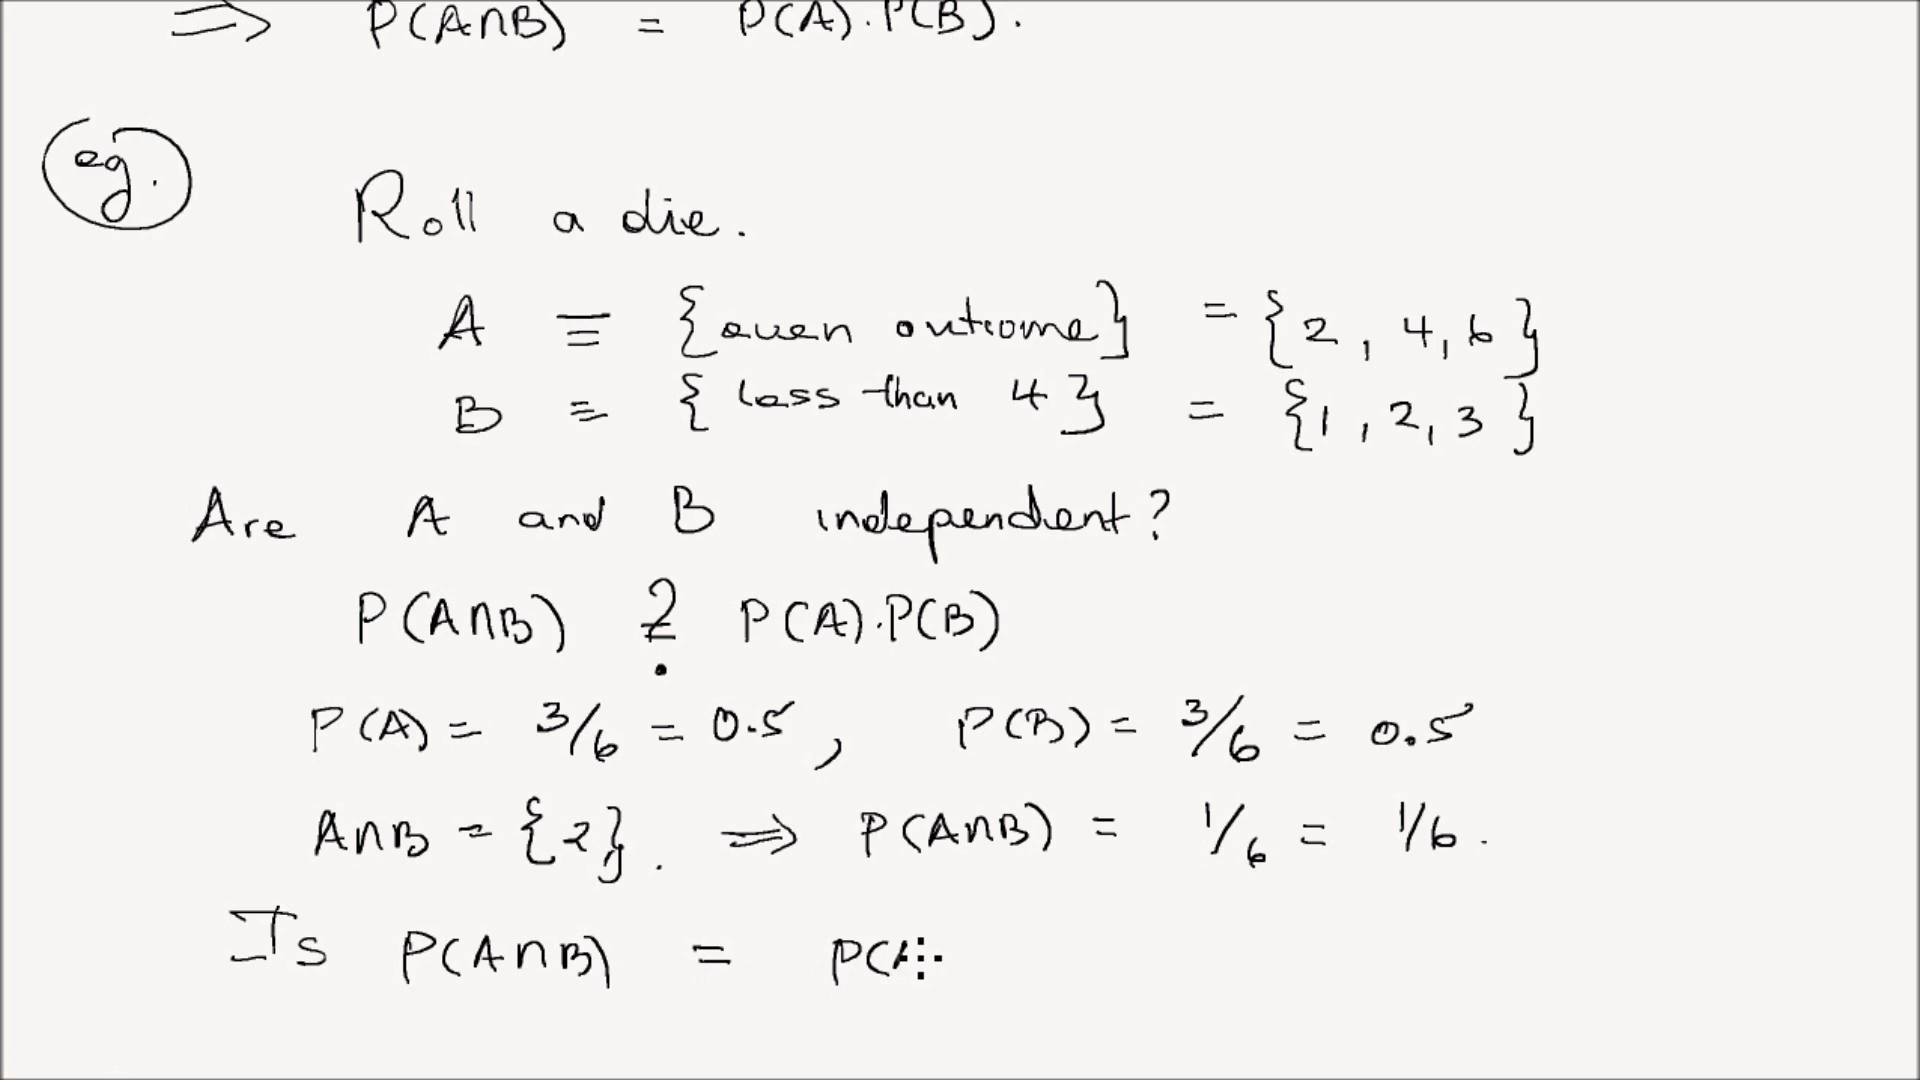 ⇒ P(A∩B) = P(A).P(B).
eg.
Roll a die.
A ≡ {even outcome} = {2, 4, 6}
B ≡ {less than 4} = {1, 2, 3}
Are A and B independent?
P(A∩B) ≟ P(A).P(B)
P(A) = 3/6 = 0.5, P(B) = 3/6 = 0.5
A∩B = {2}. ⇒ P(A∩B) = 1/6 = 1/6.
Is P(A∩B) = P(A